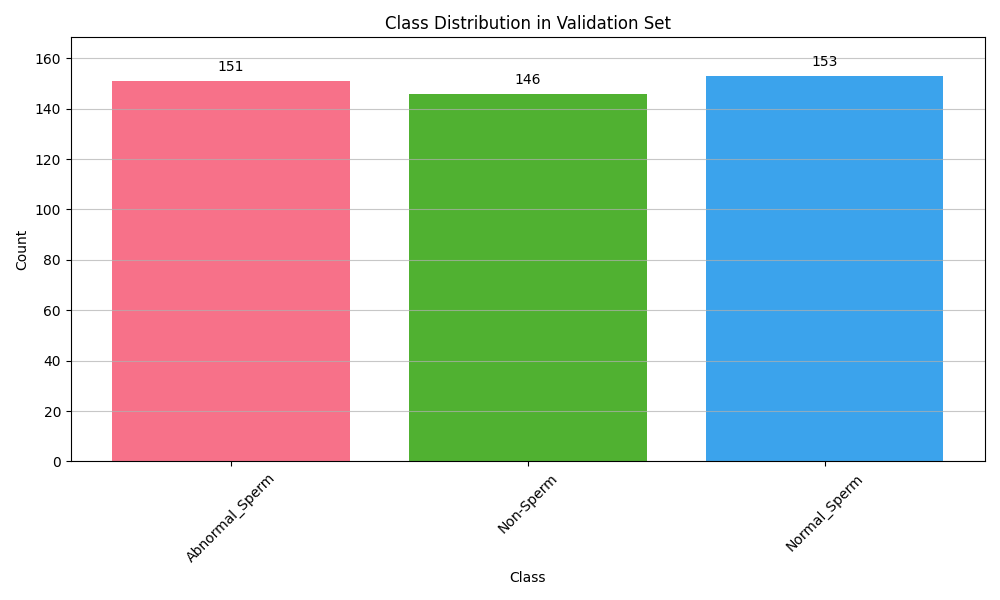 Class Distribution in Validation Set
160
140
120
100
80
60
40
20
0
Count
151
146
153
Abnormal_Sperm
Non-Sperm
Normal_Sperm
Class